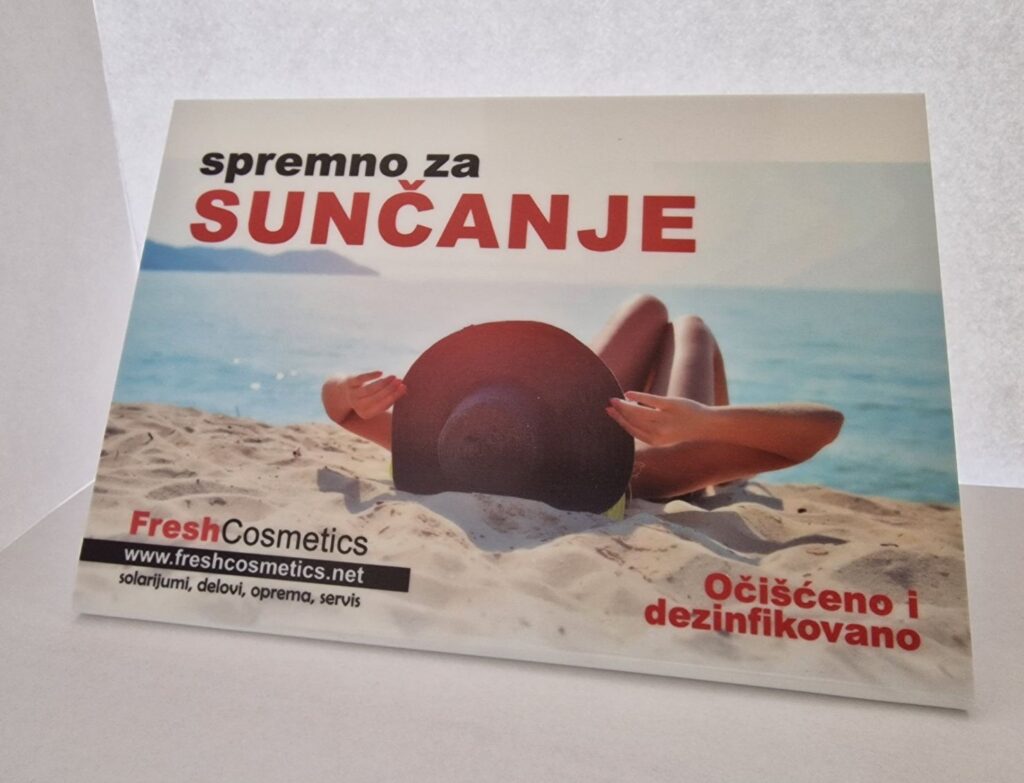 spremno za
SUNČANJE
FreshCosmetics
www.freshcosmetics.net
solarijumi, delovi, oprema, servis
Očišćeno i
dezinfikovano